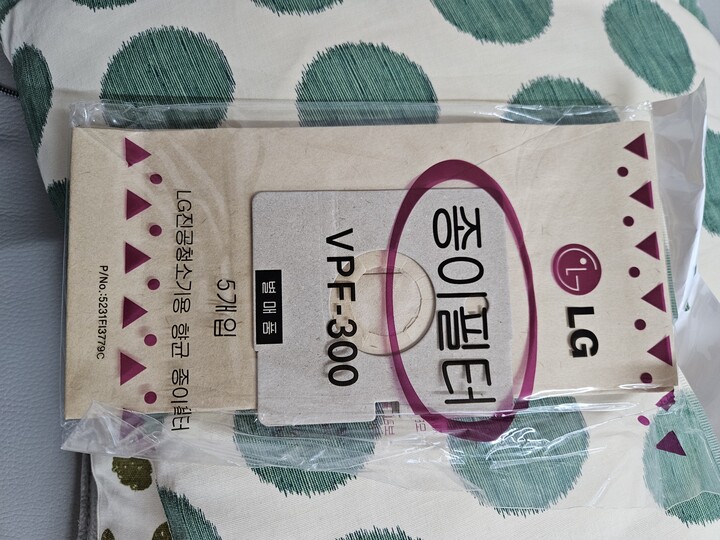 LG
종이필터
VPF-300
별매품
5개입
LG진공청소기용 항균 종이필터
P/No.:5231FI3779C